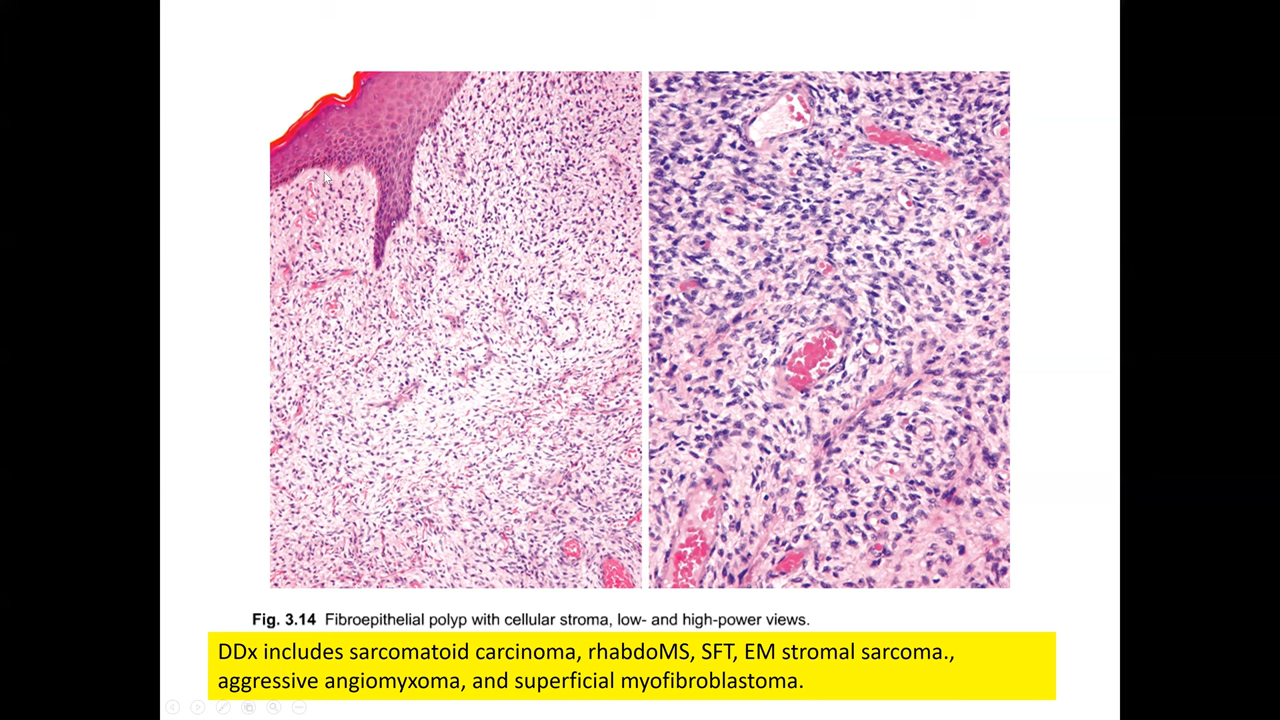 Fig. 3.14 Fibroepithelial polyp with cellular stroma, low- and high-power views.
DDx includes sarcomatoid carcinoma, rhabdoMS, SFT, EM stromal sarcoma.,
aggressive angiomyxoma, and superficial myofibroblastoma.